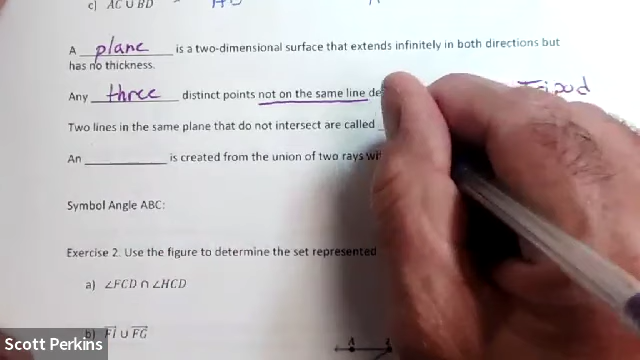 c) AC ∪ BD
A plane is a two-dimensional surface that extends infinitely in both directions but
has no thickness.
Any three distinct points not on the same line de
Tripod
Two lines in the same plane that do not intersect are called
An ____________ is created from the union of two rays wi
Symbol Angle ABC:
Exercise 2. Use the figure to determine the set represented
a) ∠FCD ∩ ∠HCD
b) FI ∪ FG
A
Scott Perkins